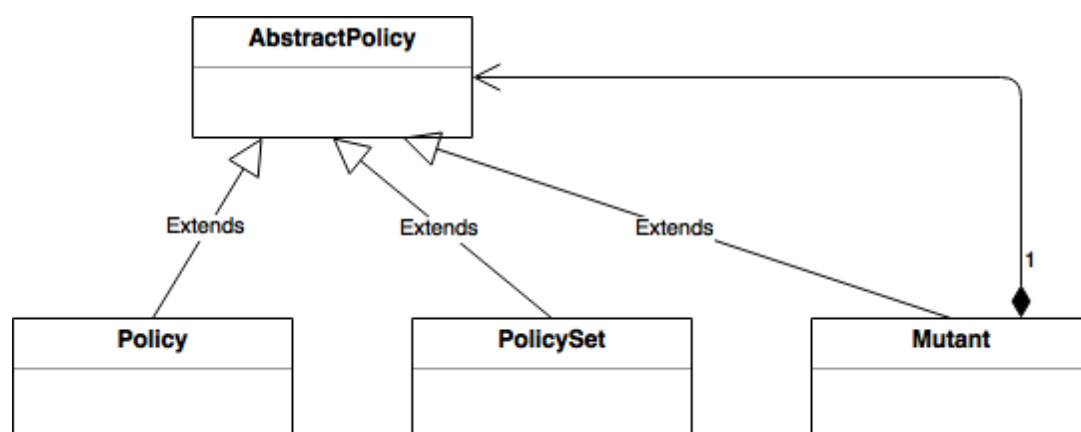 AbstractPolicy
Extends
Extends
Extends
1
Policy
PolicySet
Mutant